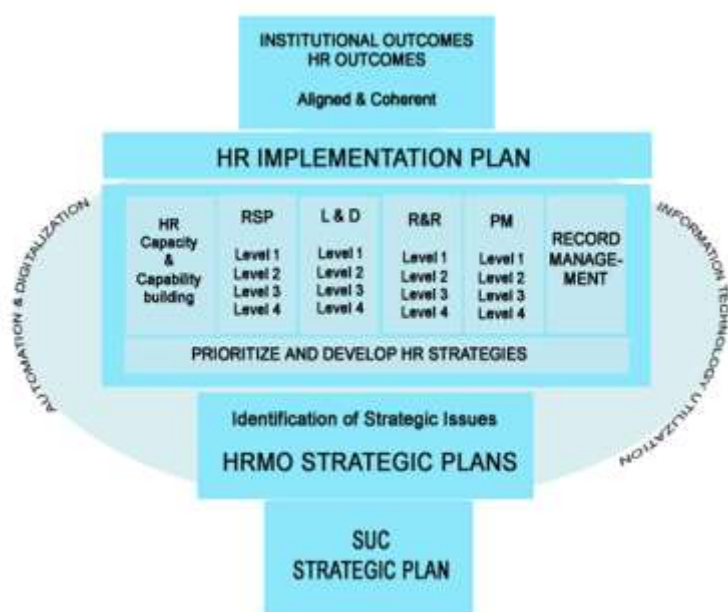 INSTITUTIONAL OUTCOMES
HR OUTCOMES
Aligned & Coherent
HR IMPLEMENTATION PLAN
AUTOMATION & DIGITALIZATION
HR
Capacity
&
Capability
building
RSP
Level 1
Level 2
Level 3
Level 4
L & D
Level 1
Level 2
Level 3
Level 4
R&R
Level 1
Level 2
Level 3
Level 4
PM
Level 1
Level 2
Level 3
Level 4
RECORD
MANAGE-
MENT
INFORMATION TECHNOLOGY UTILIZATION
PRIORITIZE AND DEVELOP HR STRATEGIES
Identification of Strategic Issues
HRMO STRATEGIC PLANS
SUC
STRATEGIC PLAN